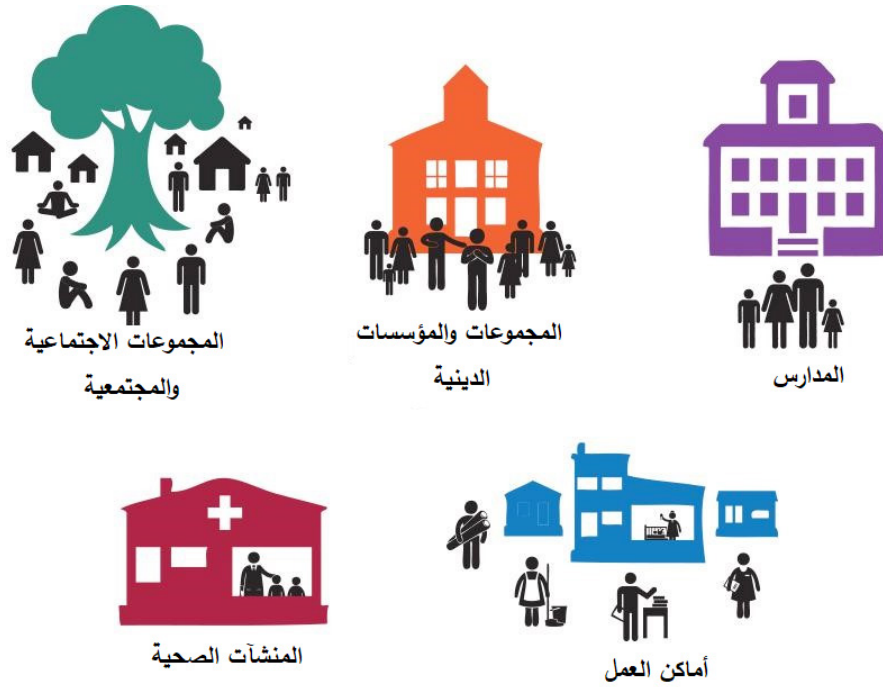 المجموعات الاجتماعية
والمجتمعية
المجموعات والمؤسسات
الدينية
المدارس
المنشآت الصحية
أماكن العمل